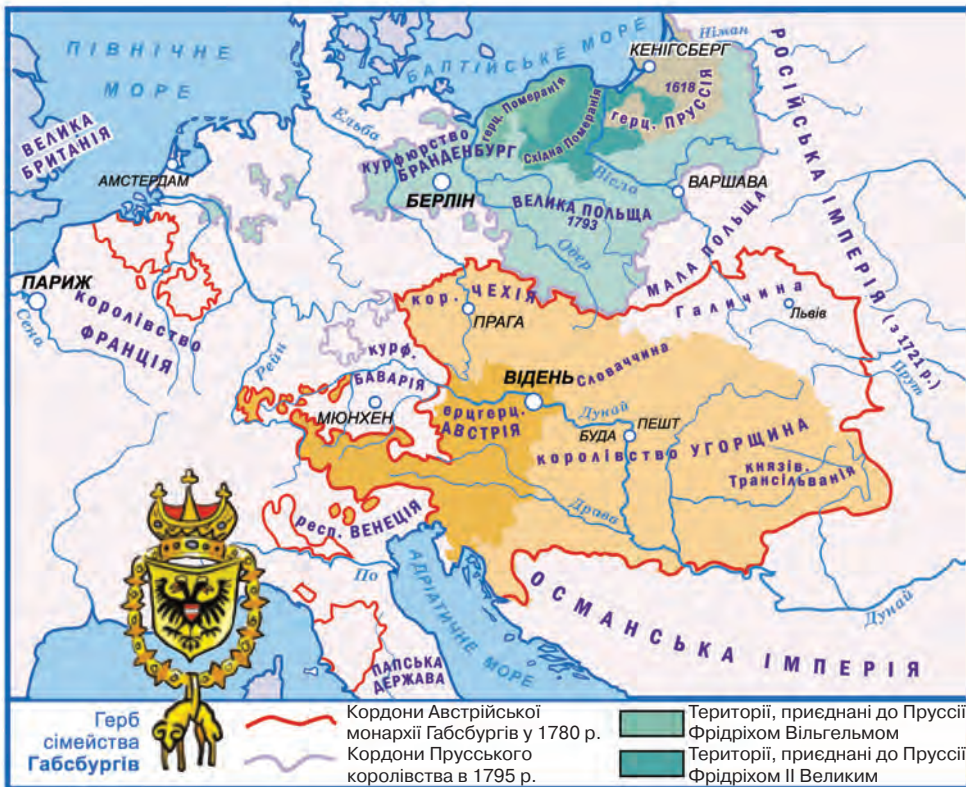 ПІВНІЧНЕ
МОРЕ
БАЛТІЙСЬКЕ МОРЕ
Німан
КЕНІГСБЕРГ
РОСІЙСЬКА ІМПЕРІЯ (з 1721 р.)
1618
герц. ПРУССІЯ
герц. Померанія
Східна Померанія
Ельба
ВЕЛИКА
БРИТАНІЯ
АМСТЕРДАМ
курфюрство
БРАНДЕНБУРГ
БЕРЛІН
Вісла
ВАРШАВА
ВЕЛИКА ПОЛЬЩА
1793
Одер
МАЛА ПОЛЬЩА
ПАРИЖ
Сена
Королівство
ФРАНЦІЯ
кор. ЧЕХІЯ
ПРАГА
Галичина
Львів
Прут
Рейн
курф.
БАВАРІЯ
МЮНХЕН
ВІДЕНЬ
Словаччина
ерцгерц.
АВСТРІЯ
Дунай
БУДА
ПЕШТ
королівство УГОРЩИНА
князів.
Трансільванія
Драва
респ. ВЕНЕЦІЯ
По
АДРІАТИЧНЕ МОРЕ
ОСМАНСЬКА ІМПЕРІЯ
Дунай
ПАПСЬКА
ДЕРЖАВА
Герб
сімейства
Габсбургів
Кордони Австрійської
монархії Габсбургів у 1780 р.
Кордони Прусського
королівства в 1795 р.
Території, приєднані до Пруссії
Фрідріхом Вільгельмом
Території, приєднані до Пруссії
Фрідріхом II Великим